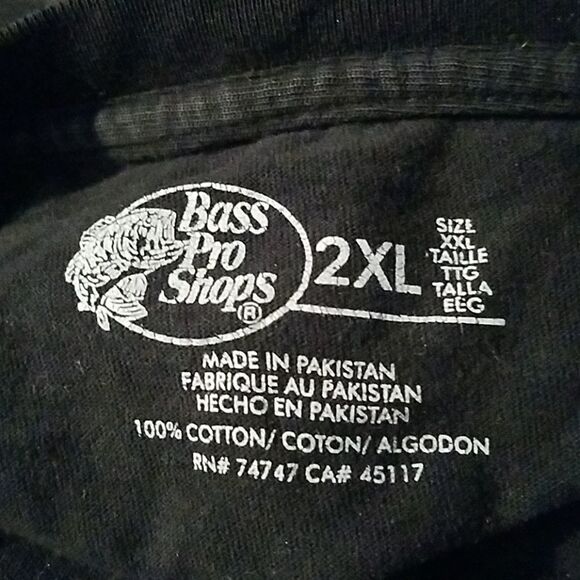 Bass
Pro
Shops
®
2XL
SIZE
XXL
TAILLE
TTG
TALLA
EEG
MADE IN PAKISTAN
FABRIQUE AU PAKISTAN
HECHO EN PAKISTAN
100% COTTON/ COTON/ ALGODON
RN# 74747 CA# 45117